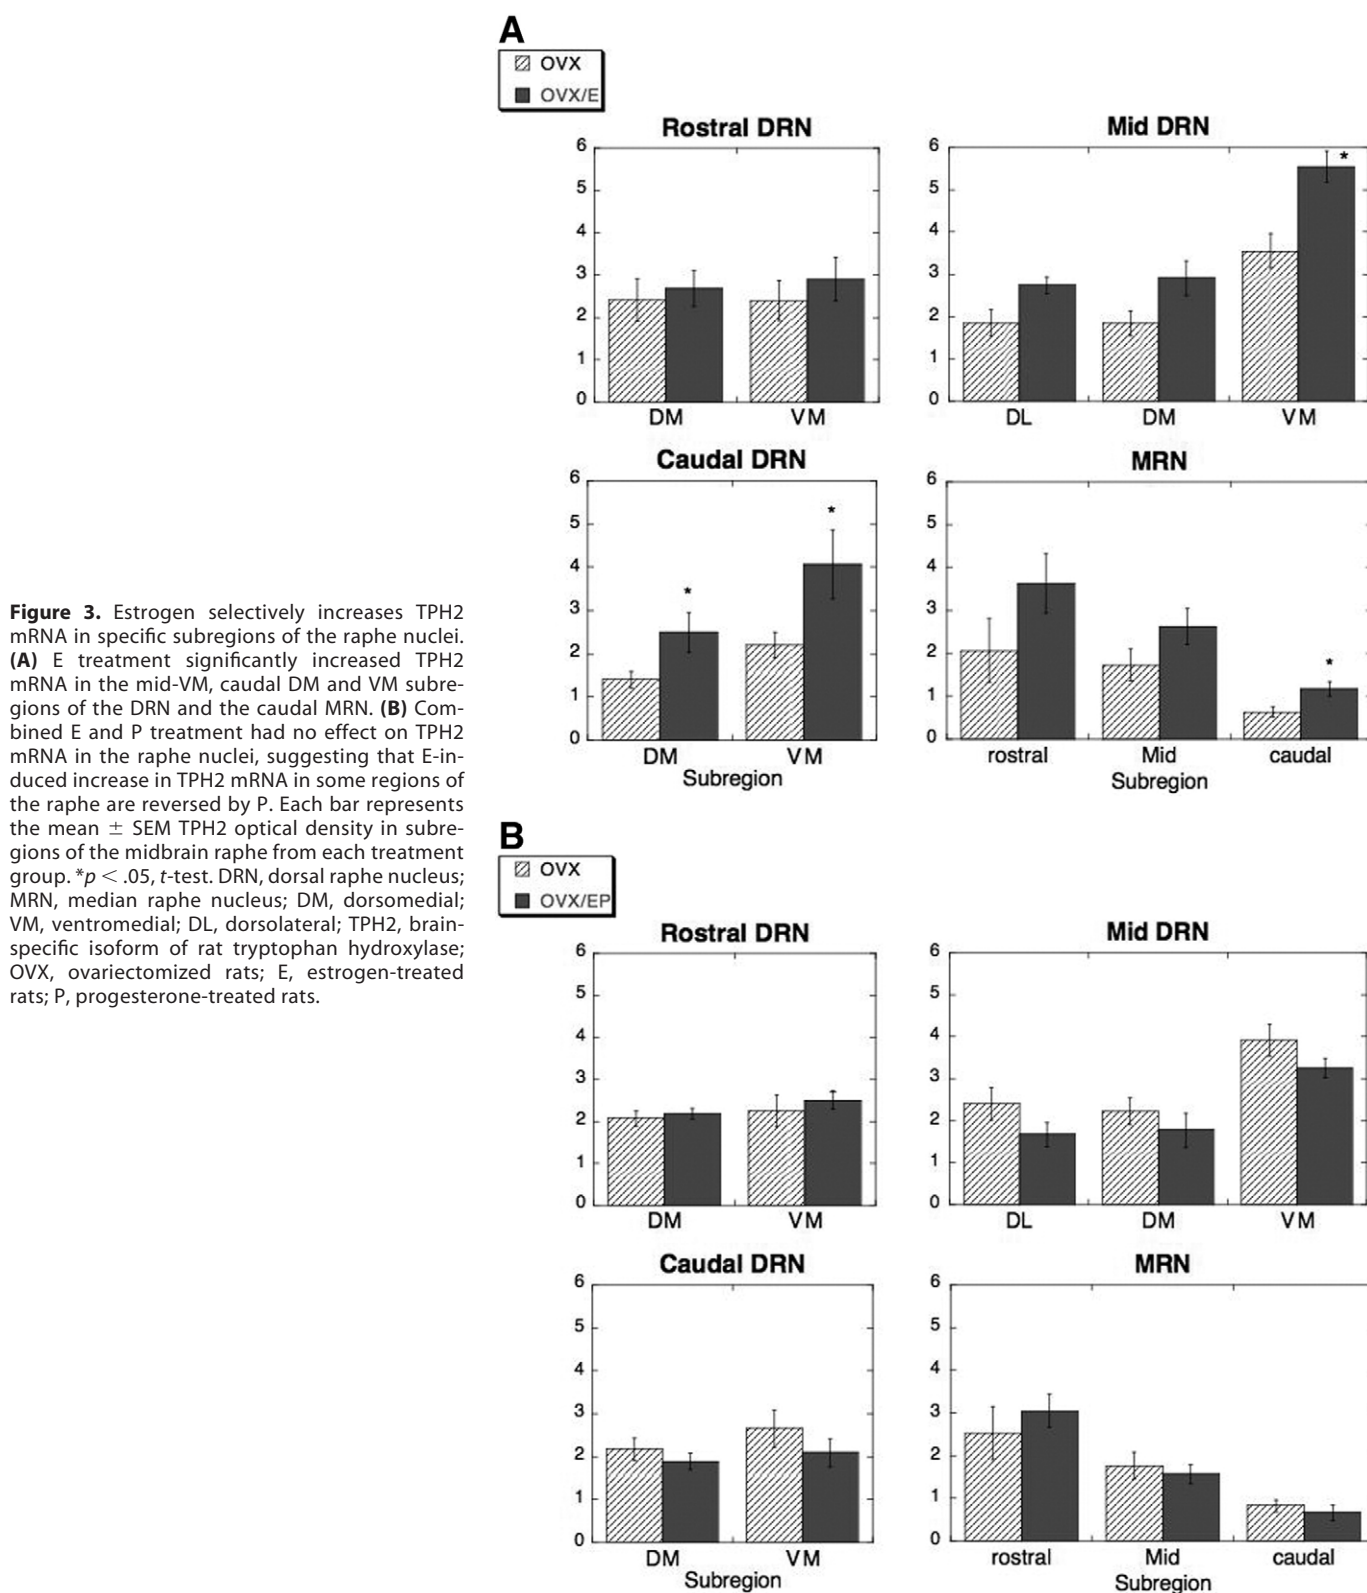 Figure 3. Estrogen selectively increases TPH2
mRNA in specific subregions of the raphe nuclei.
(A) E treatment significantly increased TPH2
mRNA in the mid-VM, caudal DM and VM subre-
gions of the DRN and the caudal MRN. (B) Com-
bined E and P treatment had no effect on TPH2
mRNA in the raphe nuclei, suggesting that E-in-
duced increase in TPH2 mRNA in some regions of
the raphe are reversed by P. Each bar represents
the mean ± SEM TPH2 optical density in subre-
gions of the midbrain raphe from each treatment
group. *p < .05, t-test. DRN, dorsal raphe nucleus;
MRN, median raphe nucleus; DM, dorsomedial;
VM, ventromedial; DL, dorsolateral; TPH2, brain-
specific isoform of rat tryptophan hydroxylase;
OVX, ovariectomized rats; E, estrogen-treated
rats; P, progesterone-treated rats.
A
OVX
OVX/E
Rostral DRN
6
5
4
3
2
1
0
DM VM
Mid DRN
6
5
4
3
2
1
0
*
DL DM VM
Caudal DRN
6
5
4
3
2
1
0
* *
DM VM
Subregion
MRN
6
5
4
3
2
1
0
*
rostral Mid caudal
Subregion
B
OVX
OVX/EP
Rostral DRN
6
5
4
3
2
1
0
DM VM
Mid DRN
6
5
4
3
2
1
0
DL DM VM
Caudal DRN
6
5
4
3
2
1
0
DM VM
Subregion
MRN
6
5
4
3
2
1
0
rostral Mid caudal
Subregion